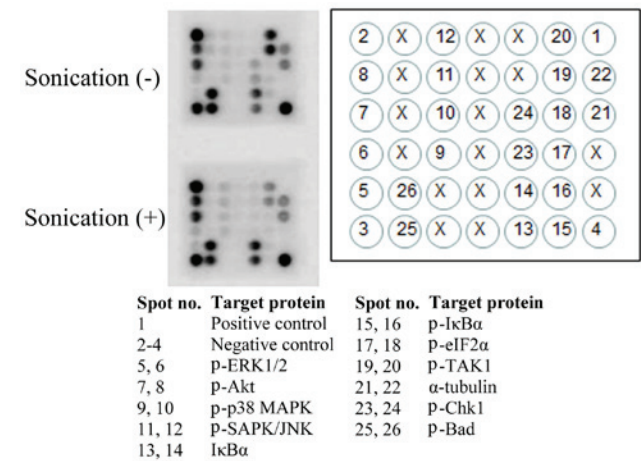 Sonication (-)
Sonication (+)
2 X 12 X X 20 1
8 X 11 X X 19 22
7 X 10 X 24 18 21
6 X 9 X 23 17 X
5 26 X X 14 16 X
3 25 X X 13 15 4
Spot no. Target protein
1 Positive control
2-4 Negative control
5, 6 p-ERK1/2
7, 8 p-Akt
9, 10 p-p38 MAPK
11, 12 p-SAPK/JNK
13, 14 IκBα
Spot no. Target protein
15, 16 p-IκBα
17, 18 p-eIF2α
19, 20 p-TAK1
21, 22 α-tubulin
23, 24 p-Chk1
25, 26 p-Bad